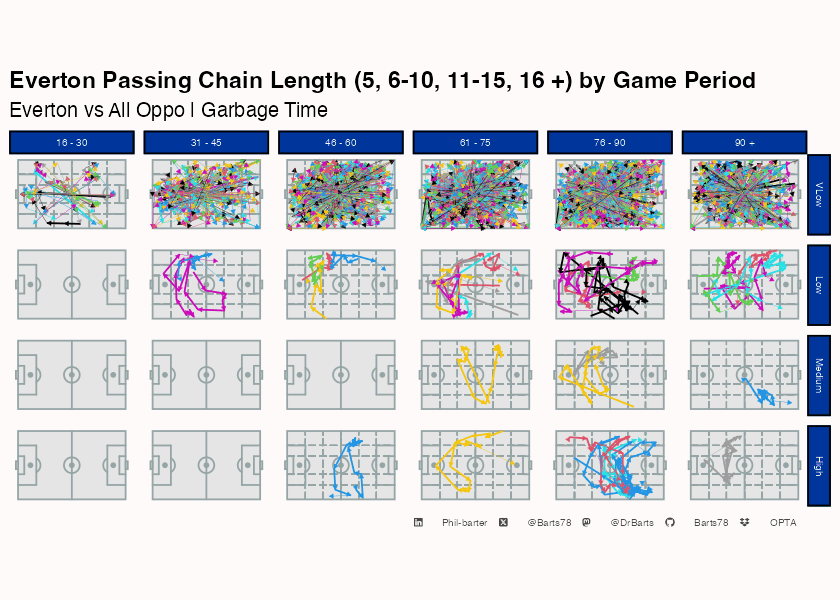 Everton Passing Chain Length (5, 6-10, 11-15, 16 +) by Game Period
Everton vs All Oppo I Garbage Time
16 - 30 31 - 45 46 - 60 61 - 75 76 - 90 90 +
VLow
Low
Medium
High
Phil-barter @Barts78 @DrBarts Barts78 OPTA